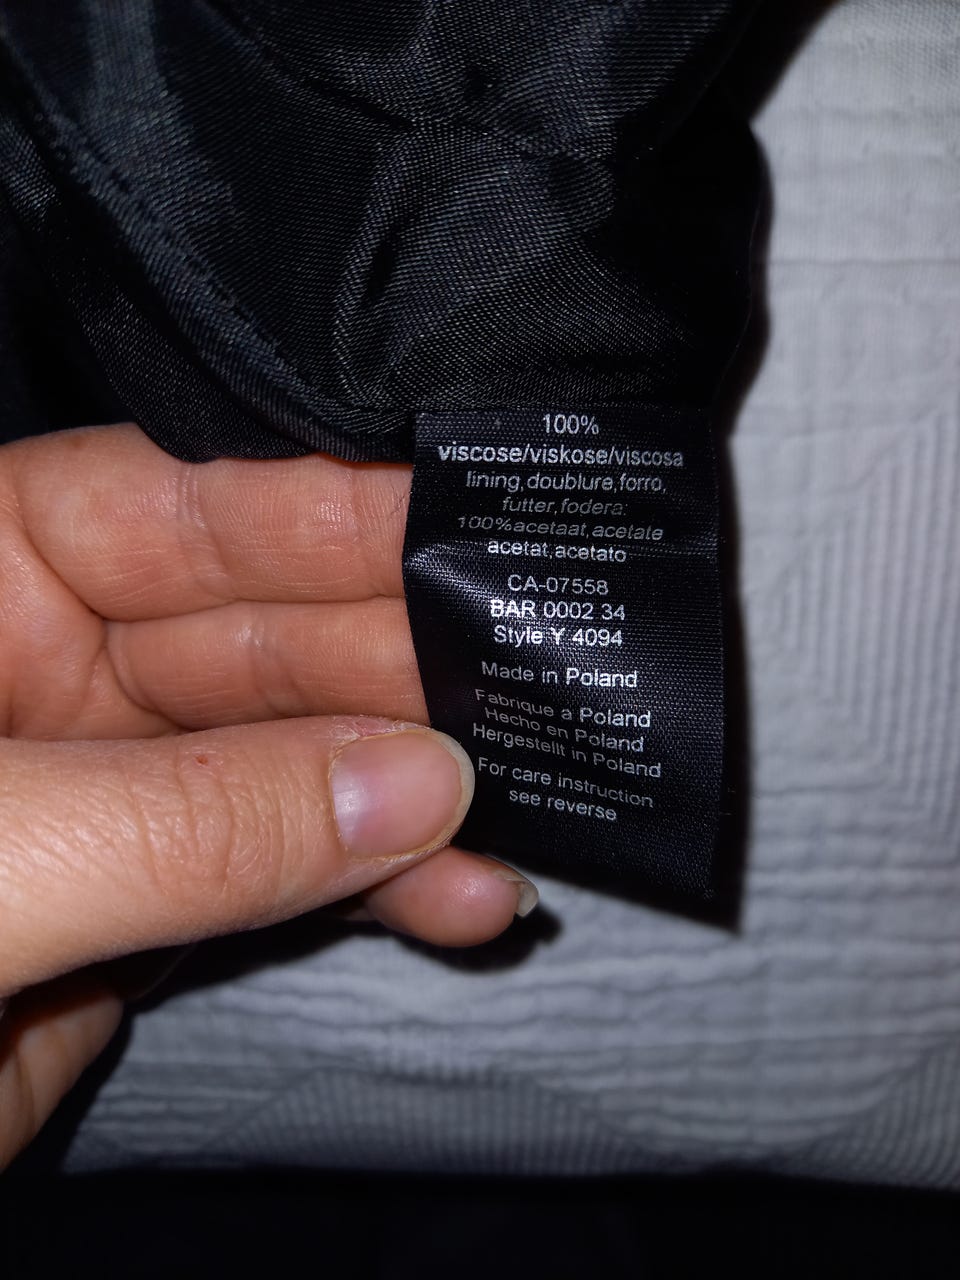 100%
viscose/viskose/viscosa
lining,doublure,forro,
futter,fodera:
100%acetaat,acetate
acetat,acetato
CA-07558
BAR 0002 34
Style Y 4094
Made in Poland
Fabrique a Poland
Hecho en Poland
Hergestellt in Poland
For care instruction
see reverse